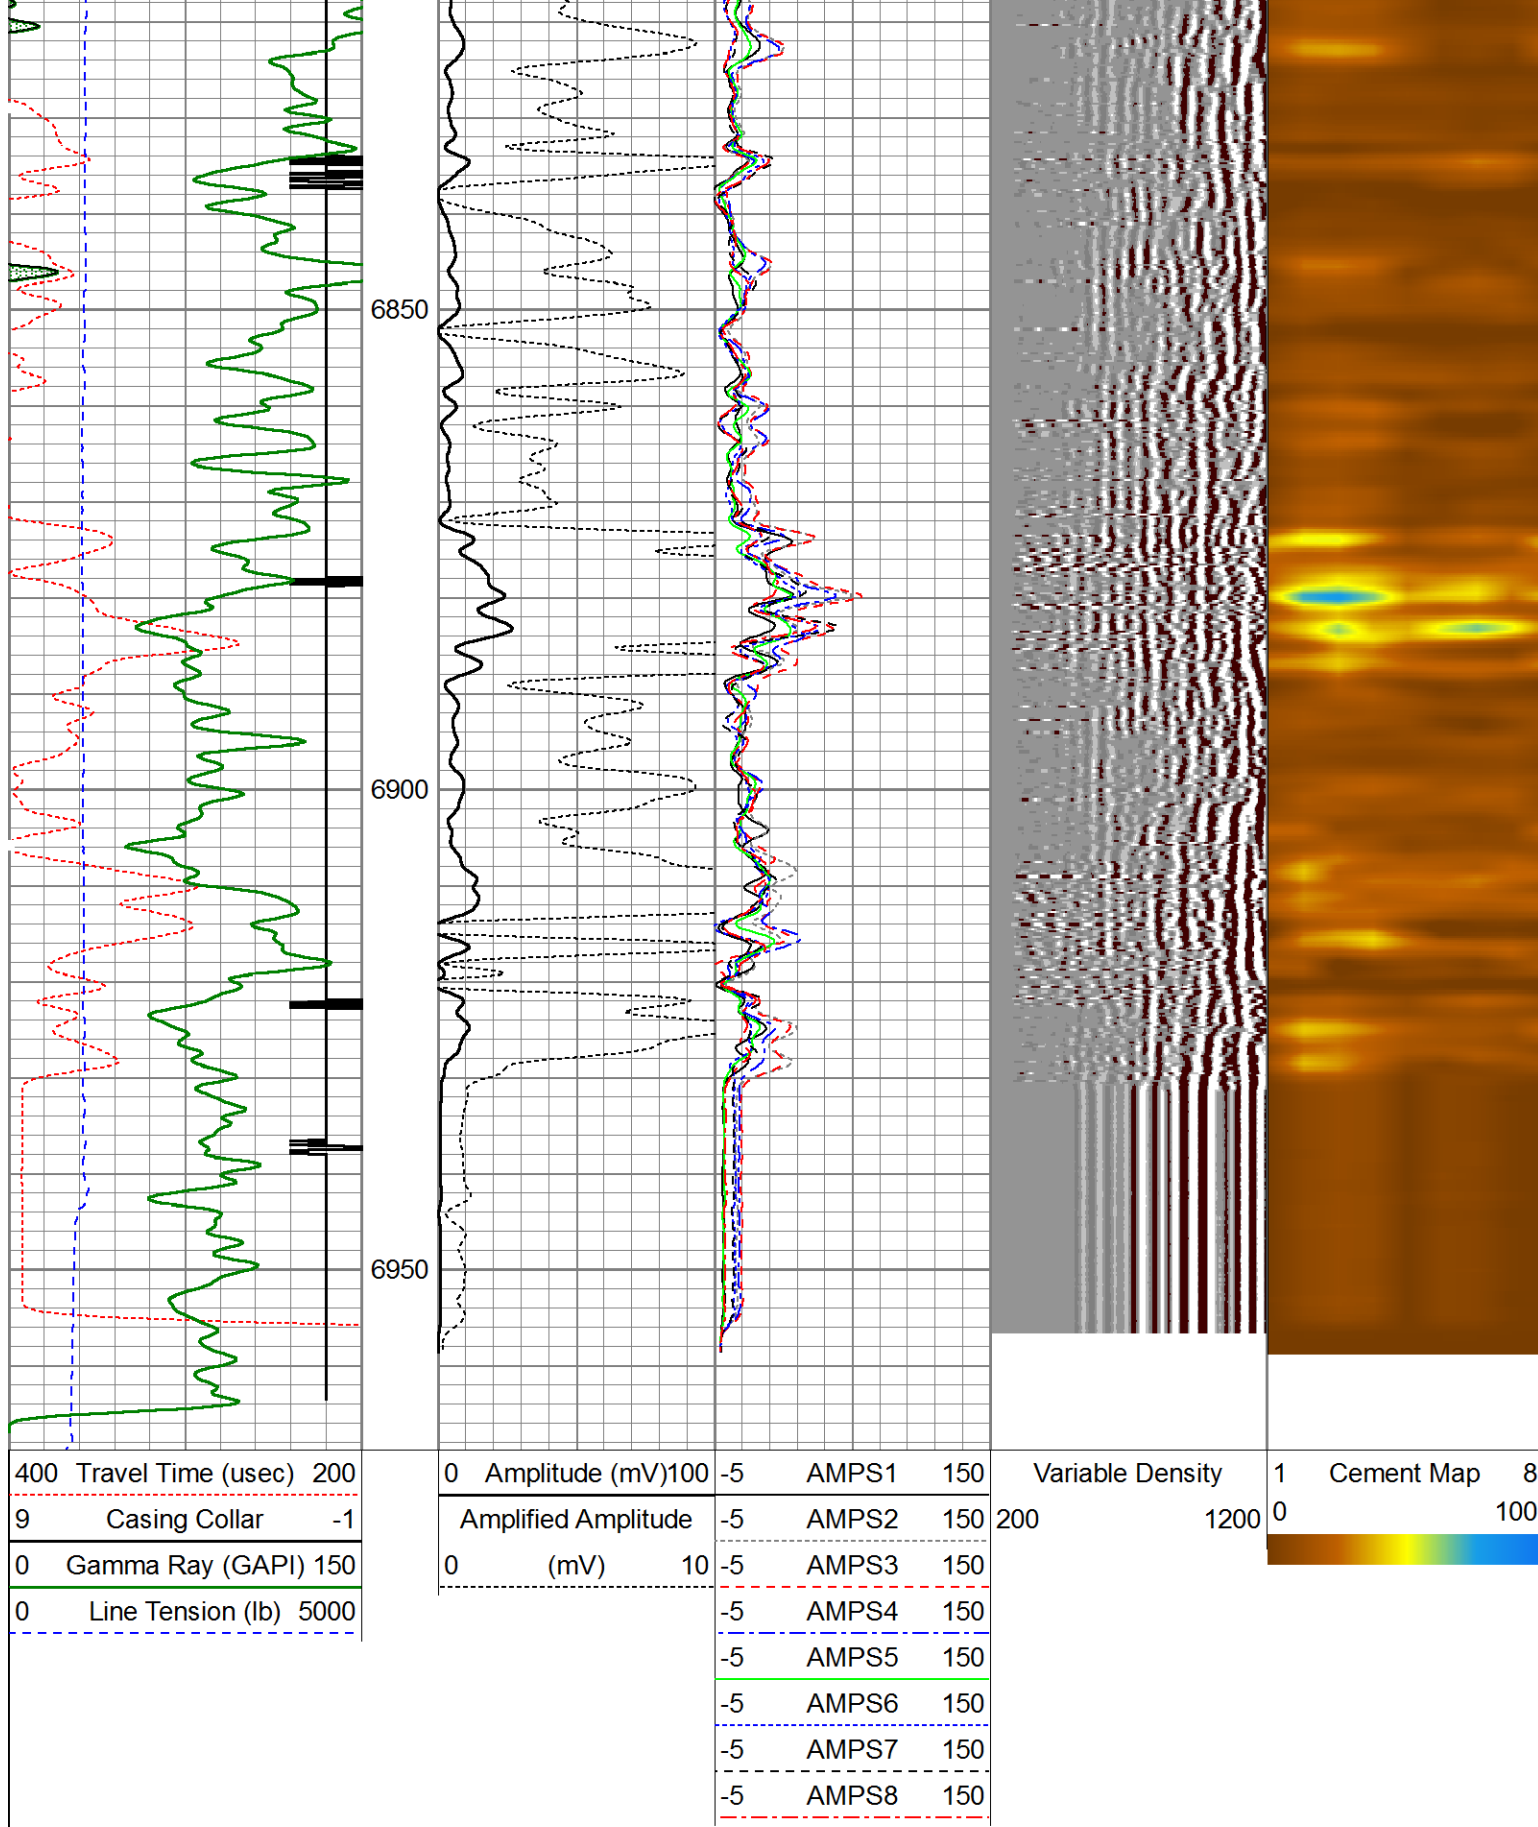 6850
6900
6950
400 Travel Time (usec) 200
9 Casing Collar -1
0 Gamma Ray (GAPI) 150
0 Line Tension (lb) 5000
0 Amplitude (mV) 100
Amplified Amplitude
0 (mV) 10
-5 AMPS1 150
-5 AMPS2 150
-5 AMPS3 150
-5 AMPS4 150
-5 AMPS5 150
-5 AMPS6 150
-5 AMPS7 150
-5 AMPS8 150
Variable Density
200 1200
1 Cement Map 8
0 100